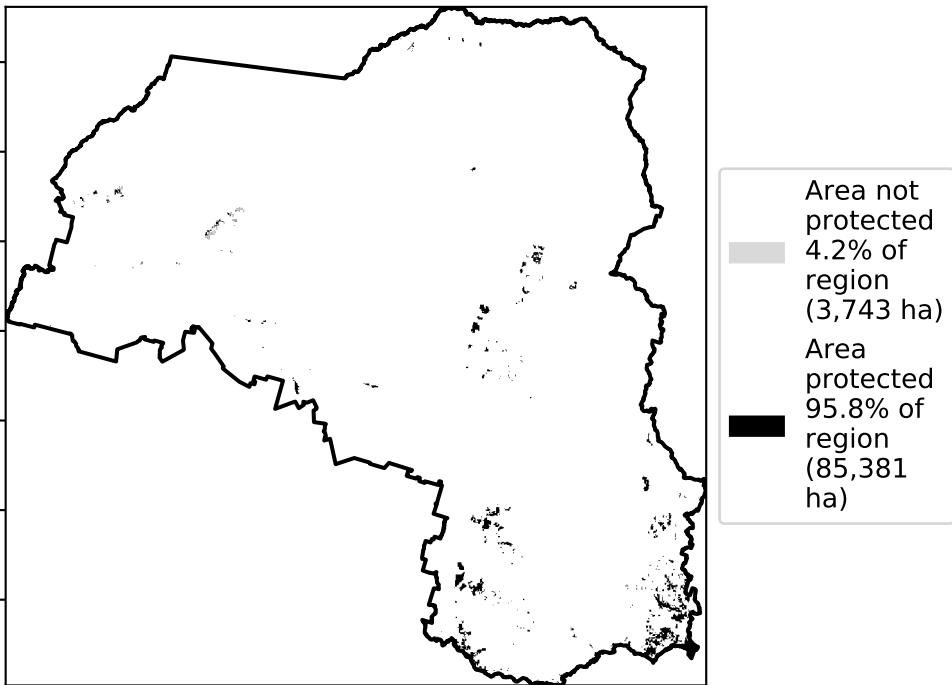 Area not
protected
4.2% of
region
(3,743 ha)
Area
protected
95.8% of
region
(85,381
ha)